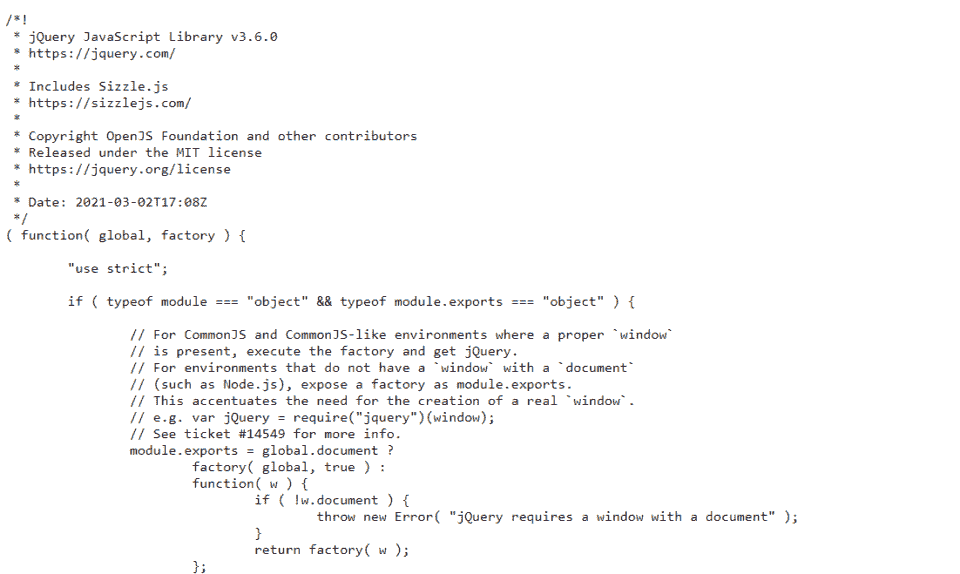 /*!
 * jQuery JavaScript Library v3.6.0
 * https://jquery.com/
 *
 * Includes Sizzle.js
 * https://sizzlejs.com/
 *
 * Copyright OpenJS Foundation and other contributors
 * Released under the MIT license
 * https://jquery.org/license
 *
 * Date: 2021-03-02T17:08Z
 */
( function( global, factory ) {

	"use strict";

	if ( typeof module === "object" && typeof module.exports === "object" ) {

		// For CommonJS and CommonJS-like environments where a proper `window`
		// is present, execute the factory and get jQuery.
		// For environments that do not have a `window` with a `document`
		// (such as Node.js), expose a factory as module.exports.
		// This accentuates the need for the creation of a real `window`.
		// e.g. var jQuery = require("jquery")(window);
		// See ticket #14549 for more info.
		module.exports = global.document ?
			factory( global, true ) :
			function( w ) {
				if ( !w.document ) {
					throw new Error( "jQuery requires a window with a document" );
				}
				return factory( w );
			};